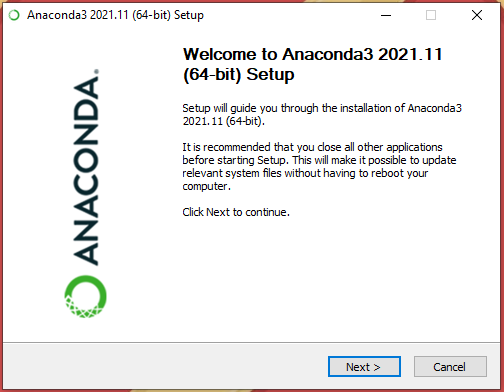 Anaconda3 2021.11 (64-bit) Setup
Welcome to Anaconda3 2021.11
(64-bit) Setup
Setup will guide you through the installation of Anaconda3
2021.11 (64-bit).
It is recommended that you close all other applications
before starting Setup. This will make it possible to update
relevant system files without having to reboot your
computer.
Click Next to continue.
ANACONDA.
Next >
Cancel